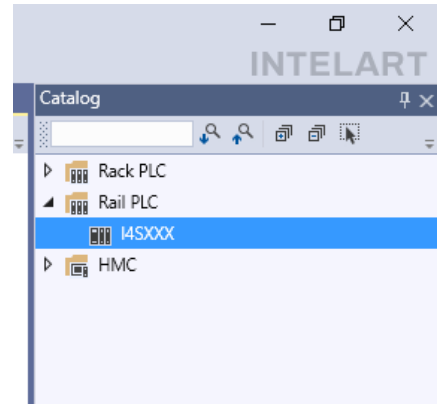 INTELART
Catalog
Rack PLC
Rail PLC
I4SXXX
HMC